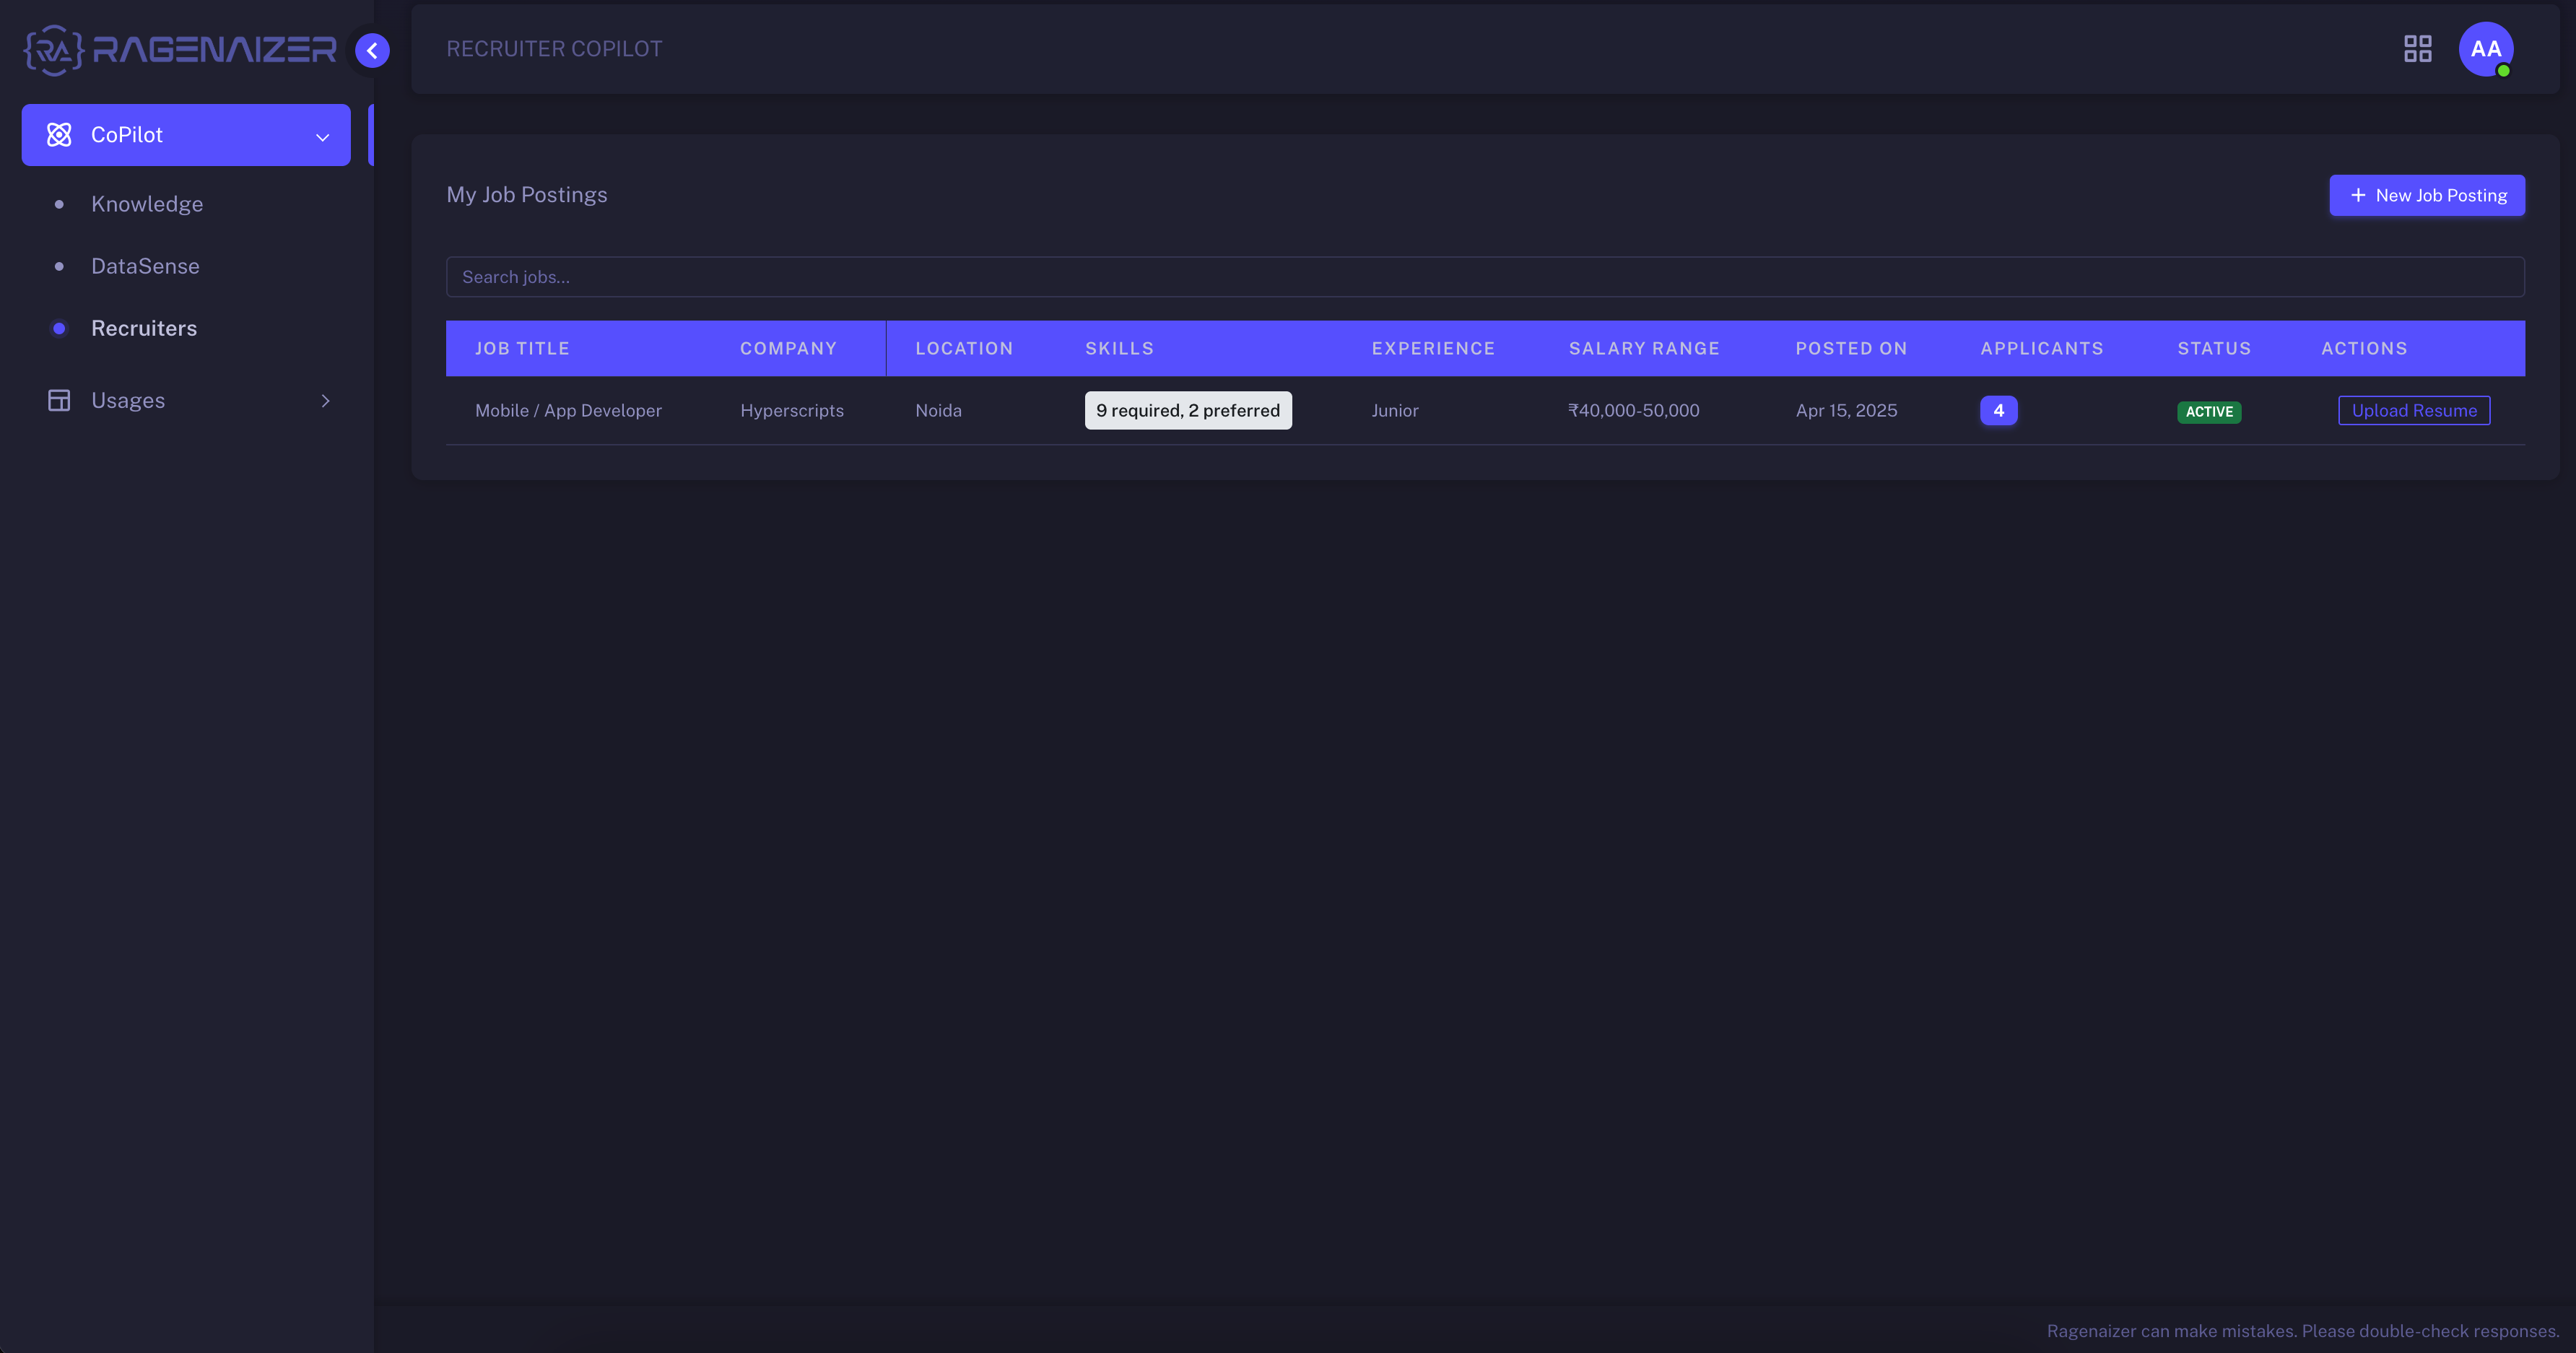 RAGENAIZER
RECRUITER COPILOT
AA
CoPilot
Knowledge
DataSense
Recruiters
Usages
My Job Postings
+ New Job Posting
Search jobs...
JOB TITLE COMPANY LOCATION SKILLS EXPERIENCE SALARY RANGE POSTED ON APPLICANTS STATUS ACTIONS
Mobile / App Developer Hyperscripts Noida 9 required, 2 preferred Junior ₹40,000-50,000 Apr 15, 2025 4 ACTIVE Upload Resume
Ragenaizer can make mistakes. Please double-check responses.